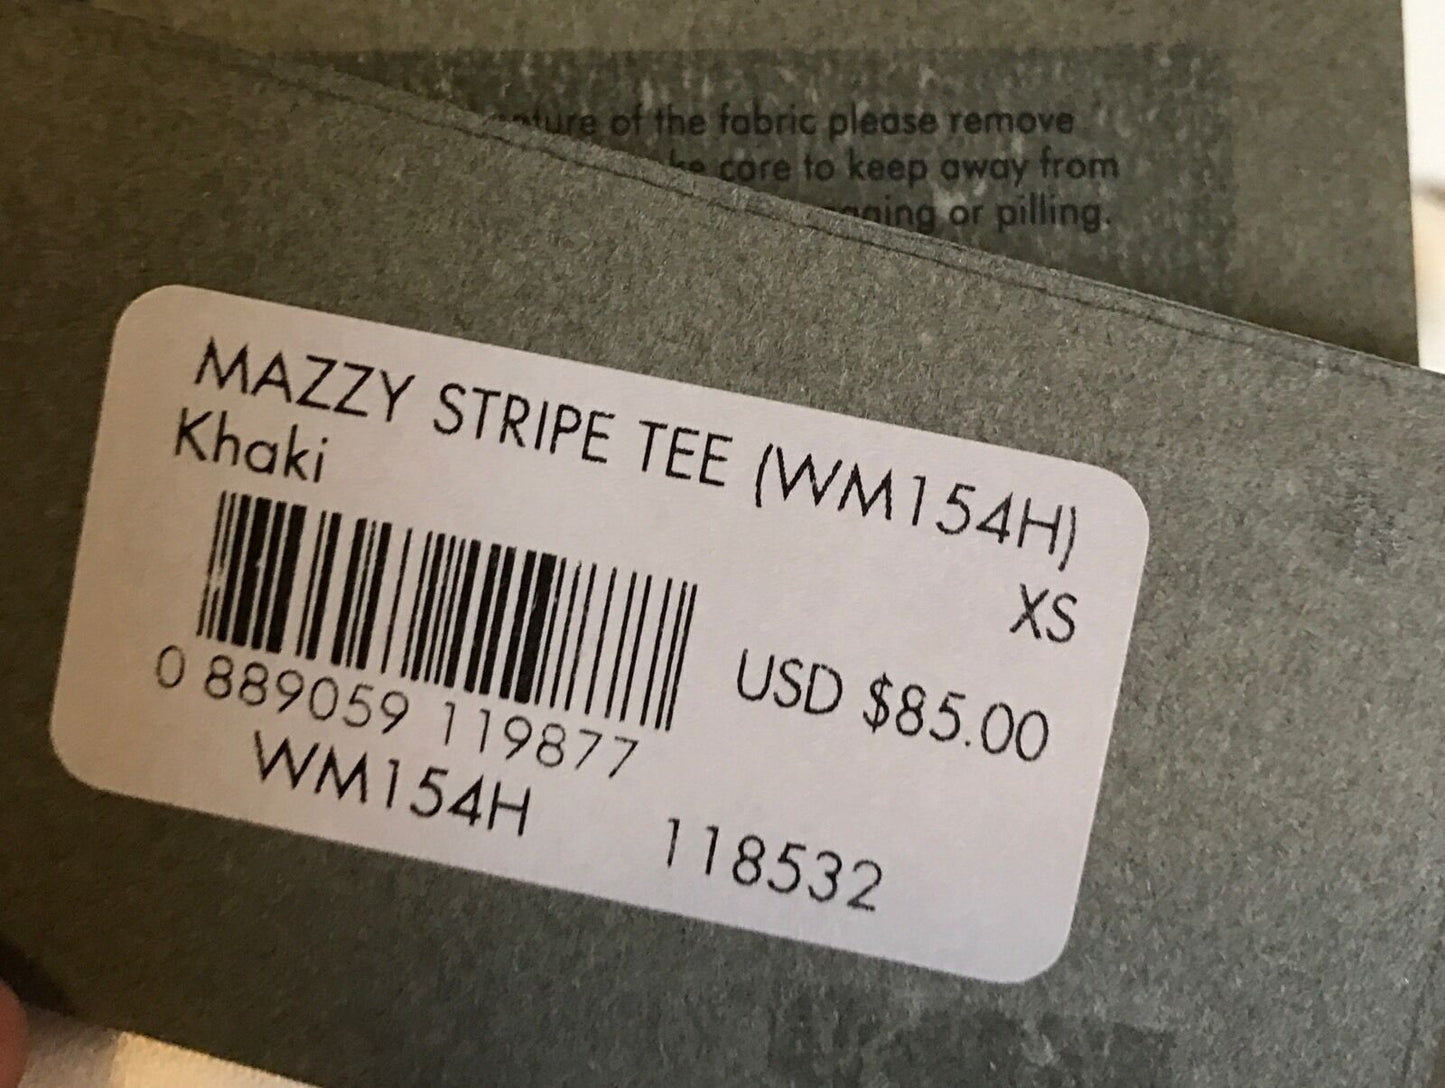 of the fabric please remove
care to keep away from
or pilling.
MAZZY STRIPE TEE (WM154H)
Khaki
XS
USD $85.00
0 889059 119877
WM154H 118532